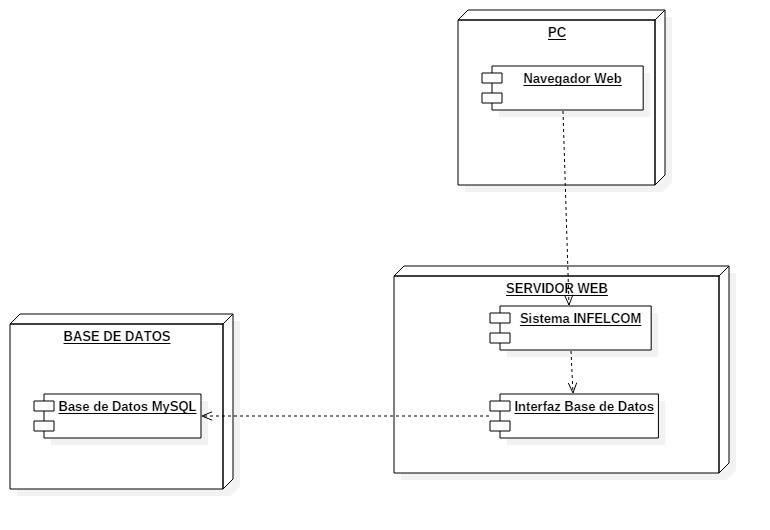 PC
Navegador Web
SERVIDOR WEB
Sistema INFELCOM
Interfaz Base de Datos
BASE DE DATOS
Base de Datos MySQL